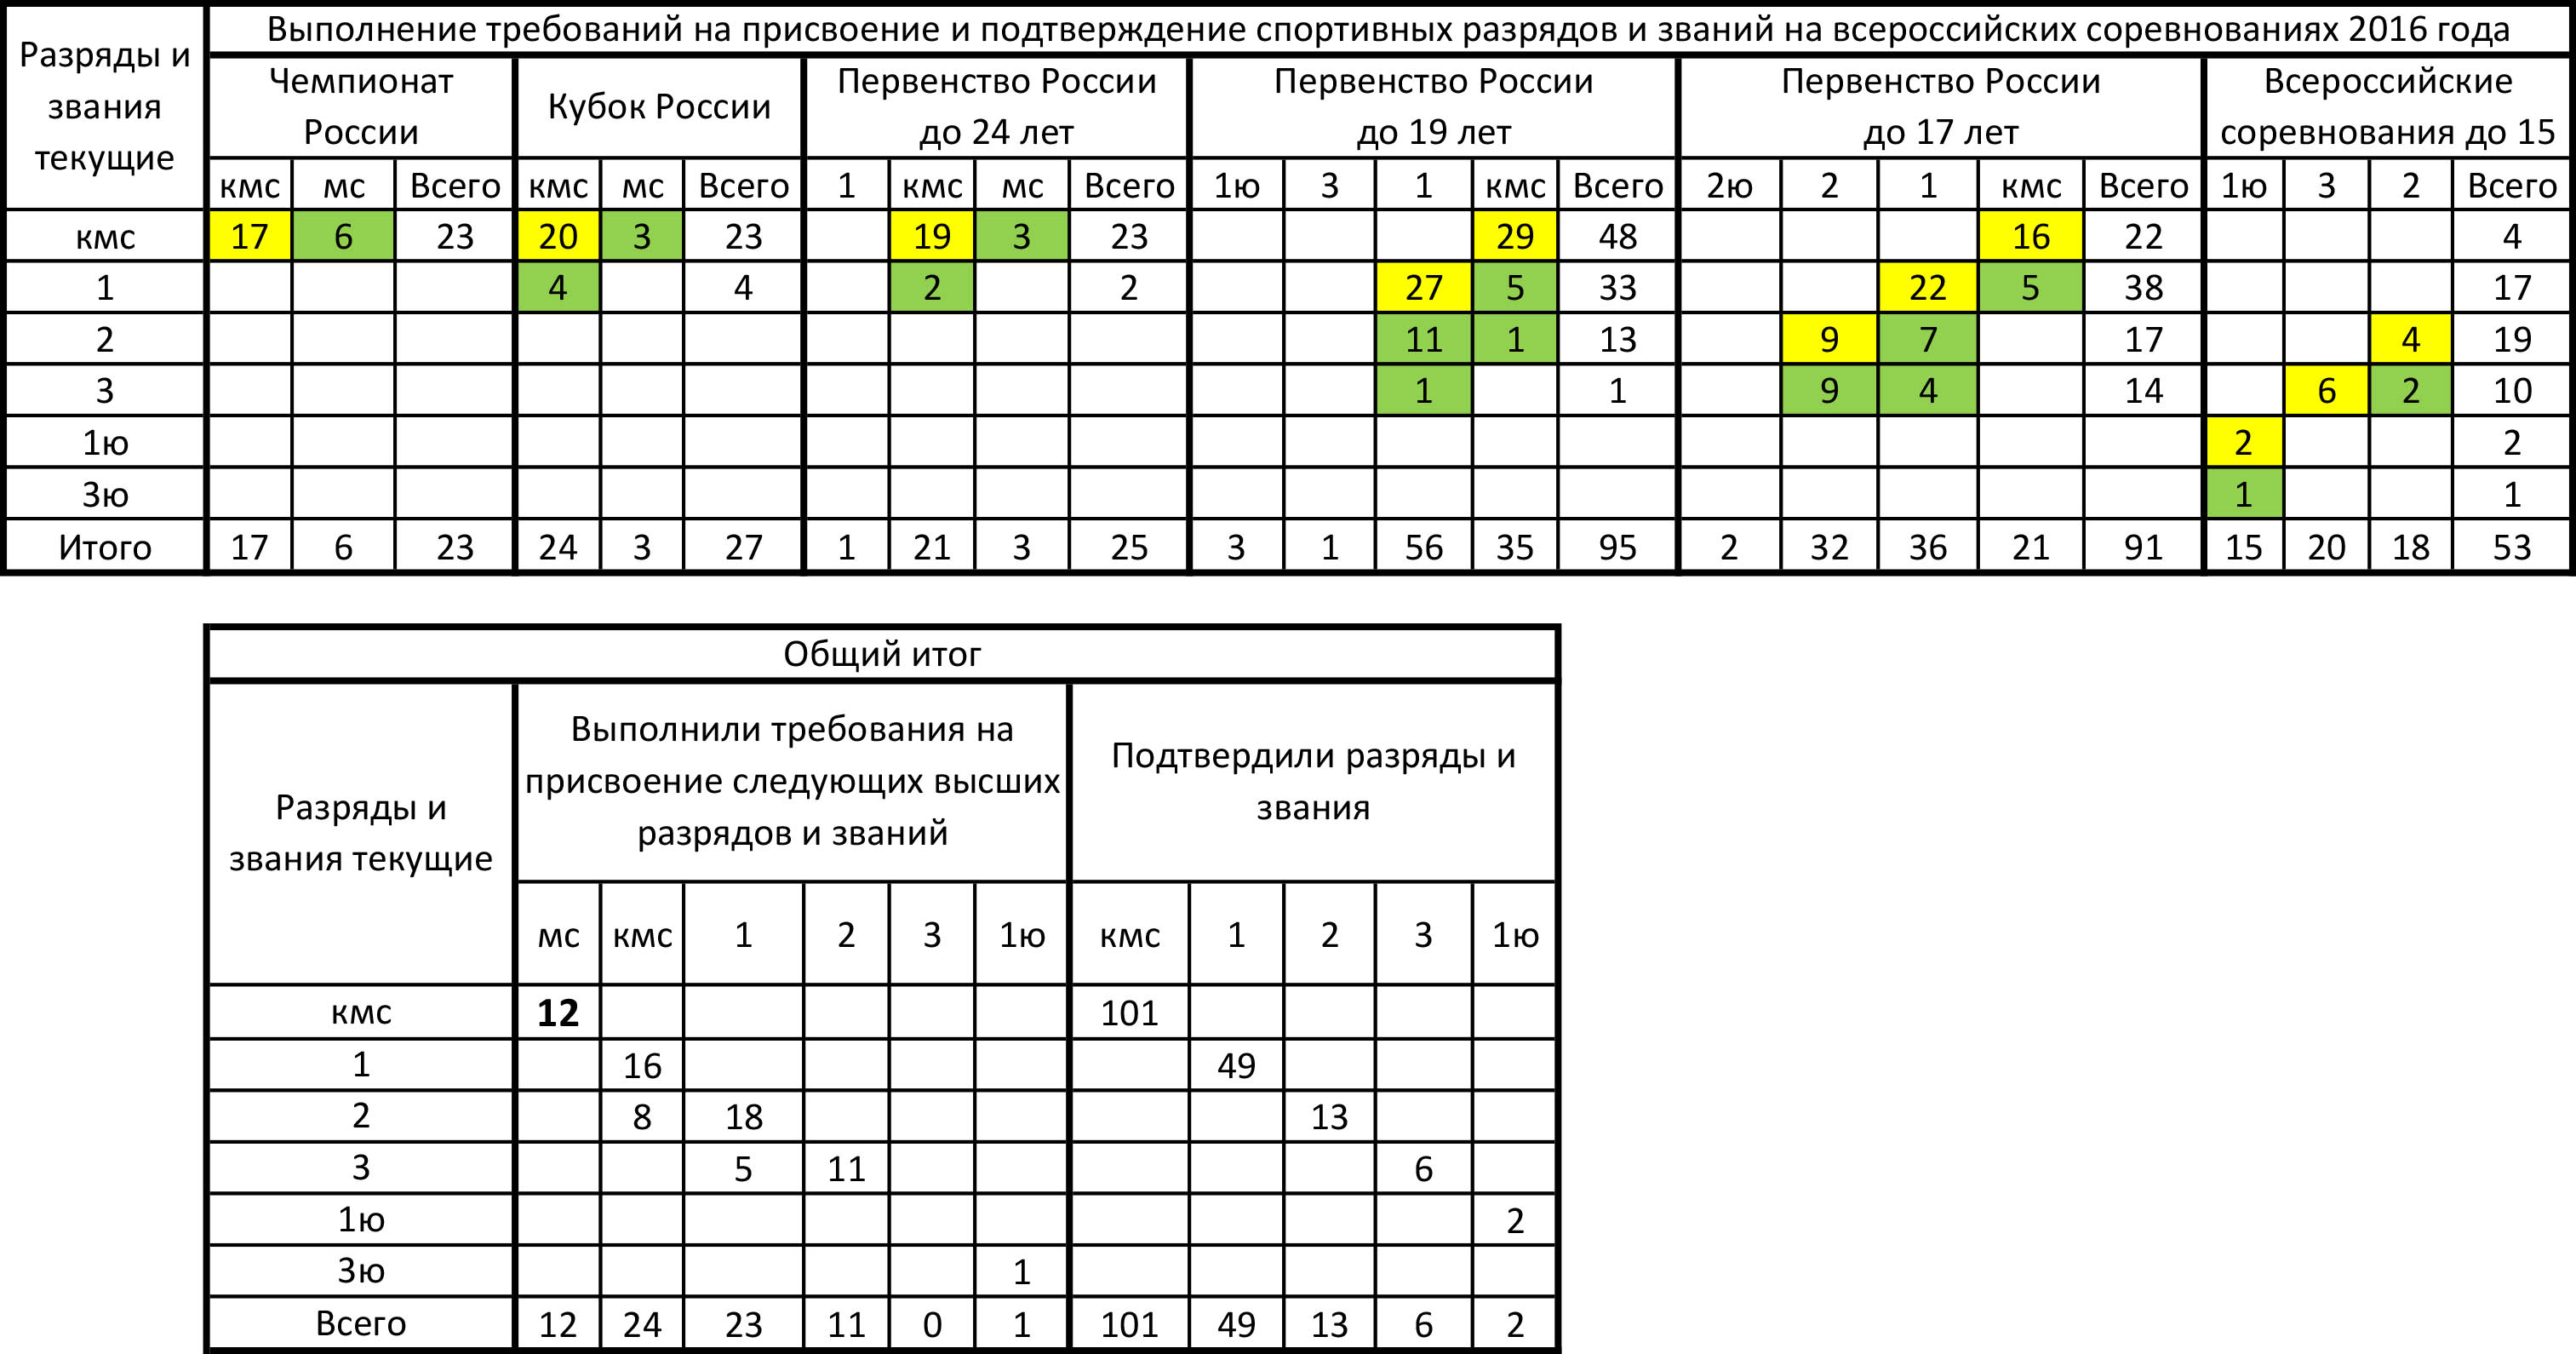 Разряды и звания текущие
Выполнение требований на присвоение и подтверждение спортивных разрядов и званий на всероссийских соревнованиях 2016 года
Чемпионат России
Кубок России
Первенство России до 24 лет
Первенство России до 19 лет
Первенство России до 17 лет
Всероссийские соревнования до 15
кмс мс Всего кмс мс Всего 1 кмс мс Всего 1ю 3 1 кмс Всего 2ю 2 1 кмс Всего 1ю 3 2 Всего
кмс 17 6 23 20 3 23 19 3 23 29 48 16 22 4
1 4 4 2 2 27 5 33 22 5 38 17
2 11 1 13 9 7 17 4 19
3 1 1 9 4 14 6 2 10
1ю 2 2
3ю 1 1
Итого 17 6 23 24 3 27 1 21 3 25 3 1 56 35 95 2 32 36 21 91 15 20 18 53
Общий итог
Разряды и звания текущие
Выполнили требования на присвоение следующих высших разрядов и званий
Подтвердили разряды и звания
мс кмс 1 2 3 1ю кмс 1 2 3 1ю
кмс 12 101
1 16 49
2 8 18 13
3 5 11 6
1ю 2
3ю 1
Всего 12 24 23 11 0 1 101 49 13 6 2